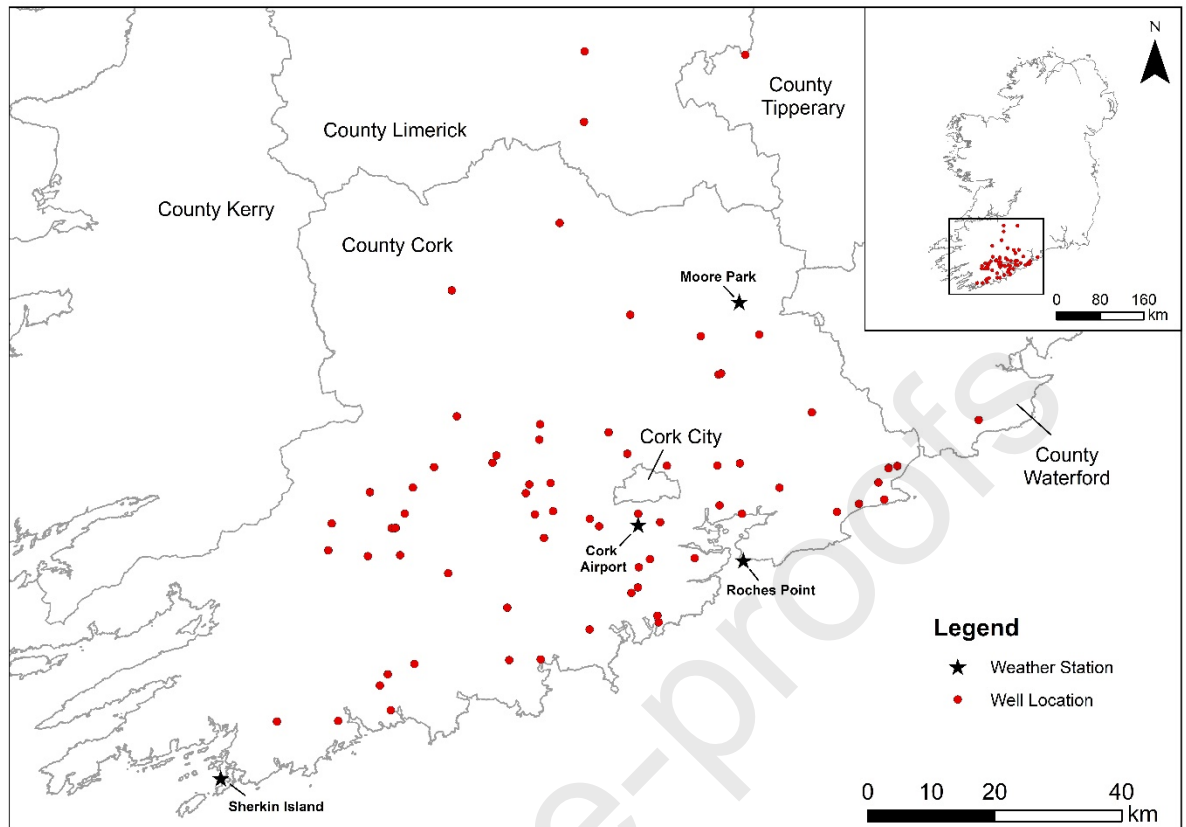 N
County
Tipperary
County Limerick
County Kerry
County Cork
Moore Park
0 80 160
km
Cork City
County
Waterford
Cork
Airport
Roches Point
Legend
Weather Station
Well Location
Sherkin Island
0 10 20 40
km
e-proofs